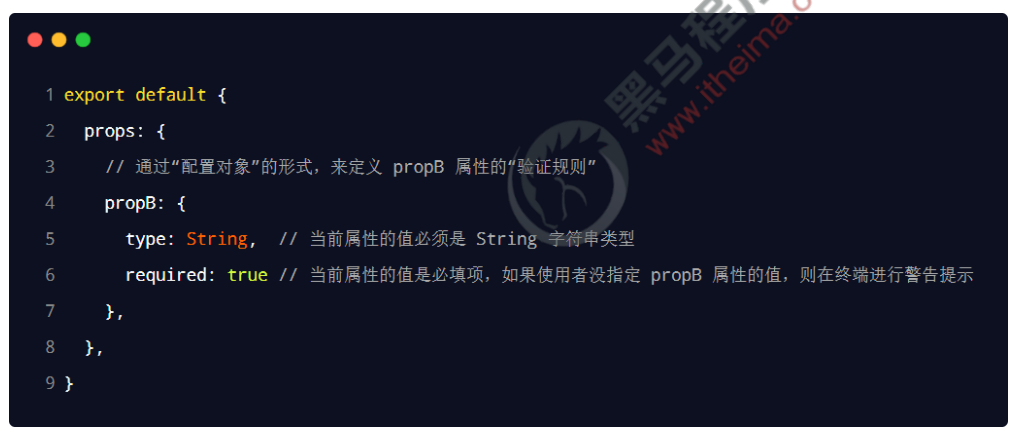 黑马程
www.itheima.c
1 export default {
2 props: {
3 // 通过“配置对象”的形式，来定义 propB 属性的“验证规则”
4 propB: {
5 type: String, // 当前属性的值必须是 String 字符串类型
6 required: true // 当前属性的值是必填项，如果使用者没指定 propB 属性的值，则在终端进行警告提示
7 },
8 },
9 }